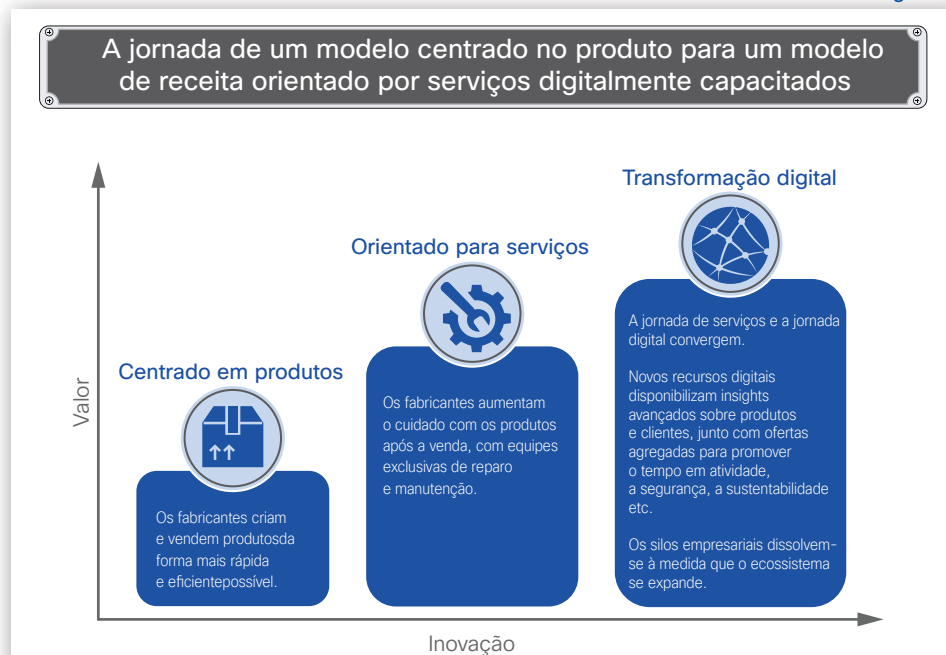 A jornada de um modelo centrado no produto para um modelo
de receita orientado por serviços digitalmente capacitados
Transformação digital
Orientado para serviços
Centrado em produtos
Valor
A jornada de serviços e a jornada
digital convergem.
Novos recursos digitais
disponibilizam insights
avançados sobre produtos
e clientes, junto com ofertas
agregadas para promover
o tempo em atividade,
a segurança, a sustentabilidade
etc.
Os silos empresariais dissolvem-
se à medida que o ecossistema
se expande.
Os fabricantes aumentam
o cuidado com os produtos
após a venda, com equipes
exclusivas de reparo
e manutenção.
Os fabricantes criam
e vendem produtosda
forma mais rápida
e eficientepossível.
Inovação